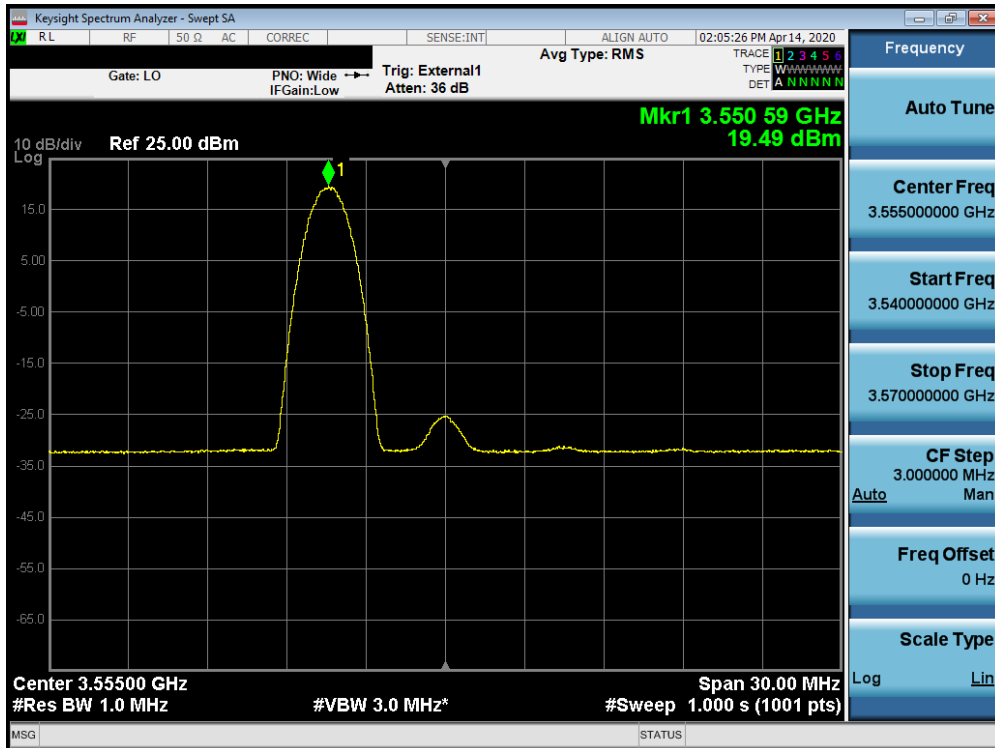 Keysight Spectrum Analyzer - Swept SA
LXI RL RF 50 Ω AC CORREC SENSE:INT ALIGN AUTO 02:05:26 PM Apr 14, 2020
Frequency
Avg Type: RMS
TRACE 1 2 3 4 5 6
Gate: LO
PNO: Wide
Trig: External1
TYPE WWWWWW
IFGain:Low
Atten: 36 dB
DET A N N N N N
Auto Tune
Mkr1 3.550 59 GHz
19.49 dBm
10 dB/div
Ref 25.00 dBm
Log
1
15.0
5.00
-5.00
-15.0
-25.0
-35.0
-45.0
-55.0
-65.0
Center Freq
3.555000000 GHz
Start Freq
3.540000000 GHz
Stop Freq
3.570000000 GHz
CF Step
3.000000 MHz
Auto Man
Freq Offset
0 Hz
Scale Type
Log Lin
Center 3.55500 GHz
Span 30.00 MHz
#Res BW 1.0 MHz
#VBW 3.0 MHz*
#Sweep 1.000 s (1001 pts)
MSG
STATUS